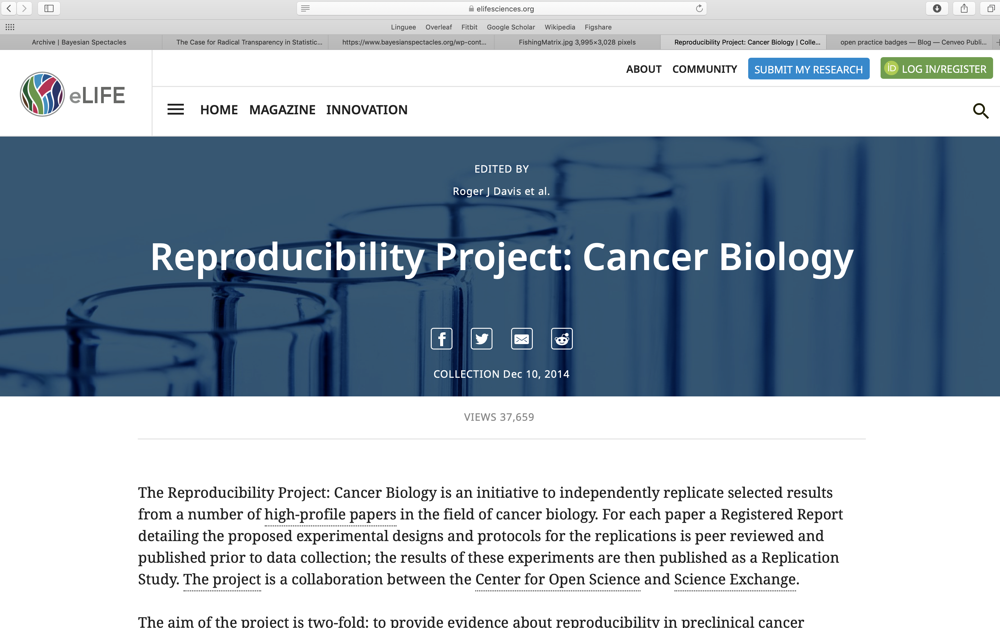 elifesciences.org
Linguee Overleaf Fitbit Google Scholar Wikipedia Figshare
Archive | Bayesian Spectacles The Case for Radical Transparency in Statistic... https://www.bayesianspectacles.org/wp-cont... FishingMatrix.jpg 3,995×3,028 pixels Reproducibility Project: Cancer Biology | Colle... open practice badges — Blog — Cenveo Publi...
ABOUT COMMUNITY SUBMIT MY RESEARCH iD LOG IN/REGISTER
eLIFE
HOME MAGAZINE INNOVATION
EDITED BY
Roger J Davis et al.
Reproducibility Project: Cancer Biology
COLLECTION Dec 10, 2014
VIEWS 37,659
The Reproducibility Project: Cancer Biology is an initiative to independently replicate selected results
from a number of high-profile papers in the field of cancer biology. For each paper a Registered Report
detailing the proposed experimental designs and protocols for the replications is peer reviewed and
published prior to data collection; the results of these experiments are then published as a Replication
Study. The project is a collaboration between the Center for Open Science and Science Exchange.
The aim of the project is two-fold: to provide evidence about reproducibility in preclinical cancer